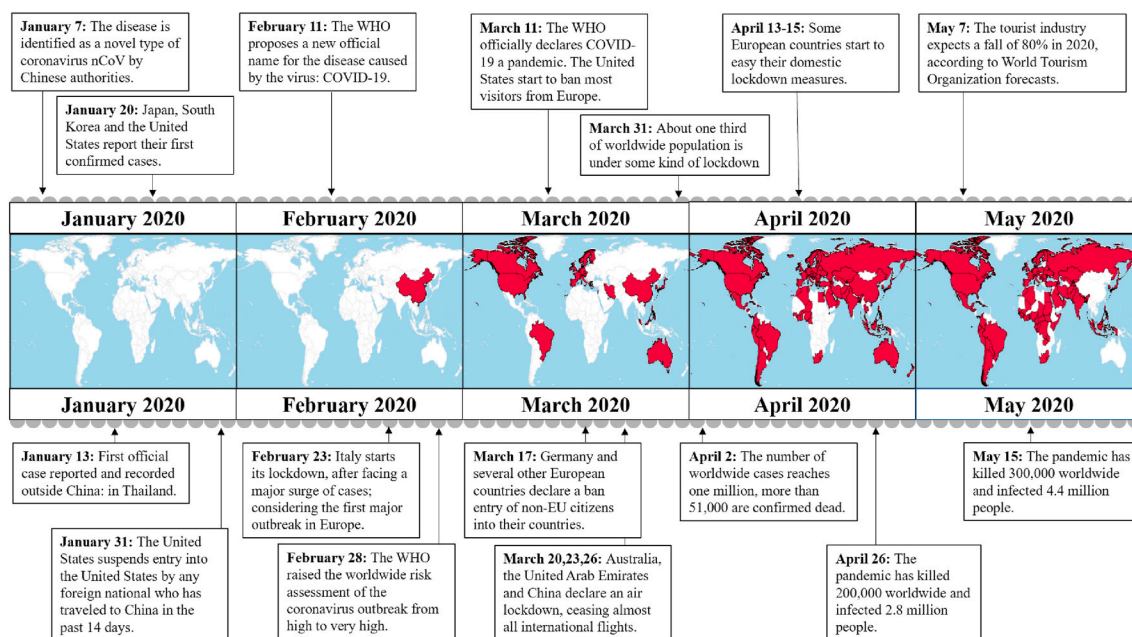 January 7: The disease is
identified as a novel type of
coronavirus nCoV by
Chinese authorities.
January 20: Japan, South
Korea and the United
States report their first
confirmed cases.
February 11: The WHO
proposes a new official
name for the disease caused
by the virus: COVID-19.
March 11: The WHO
officially declares COVID-
19 a pandemic. The United
States start to ban most
visitors from Europe.
March 31: About one third
of worldwide population is
under some kind of lockdown
April 13-15: Some
European countries start to
easy their domestic
lockdown measures.
May 7: The tourist industry
expects a fall of 80% in 2020,
according to World Tourism
Organization forecasts.
January 2020
February 2020
March 2020
April 2020
May 2020
January 2020
February 2020
March 2020
April 2020
May 2020
January 13: First official
case reported and recorded
outside China: in Thailand.
January 31: The United
States suspends entry into
the United States by any
foreign national who has
traveled to China in the
past 14 days.
February 23: Italy starts
its lockdown, after facing a
major surge of cases;
considering the first major
outbreak in Europe.
February 28: The WHO
raised the worldwide risk
assessment of the
coronavirus outbreak from
high to very high.
March 17: Germany and
several other European
countries declare a ban
entry of non-EU citizens
into their countries.
March 20,23,26: Australia,
the United Arab Emirates
and China declare an air
lockdown, ceasing almost
all international flights.
April 2: The number of
worldwide cases reaches
one million, more than
51,000 are confirmed dead.
April 26: The
pandemic has killed
200,000 worldwide and
infected 2.8 million
people.
May 15: The pandemic has
killed 300,000 worldwide
and infected 4.4 million
people.